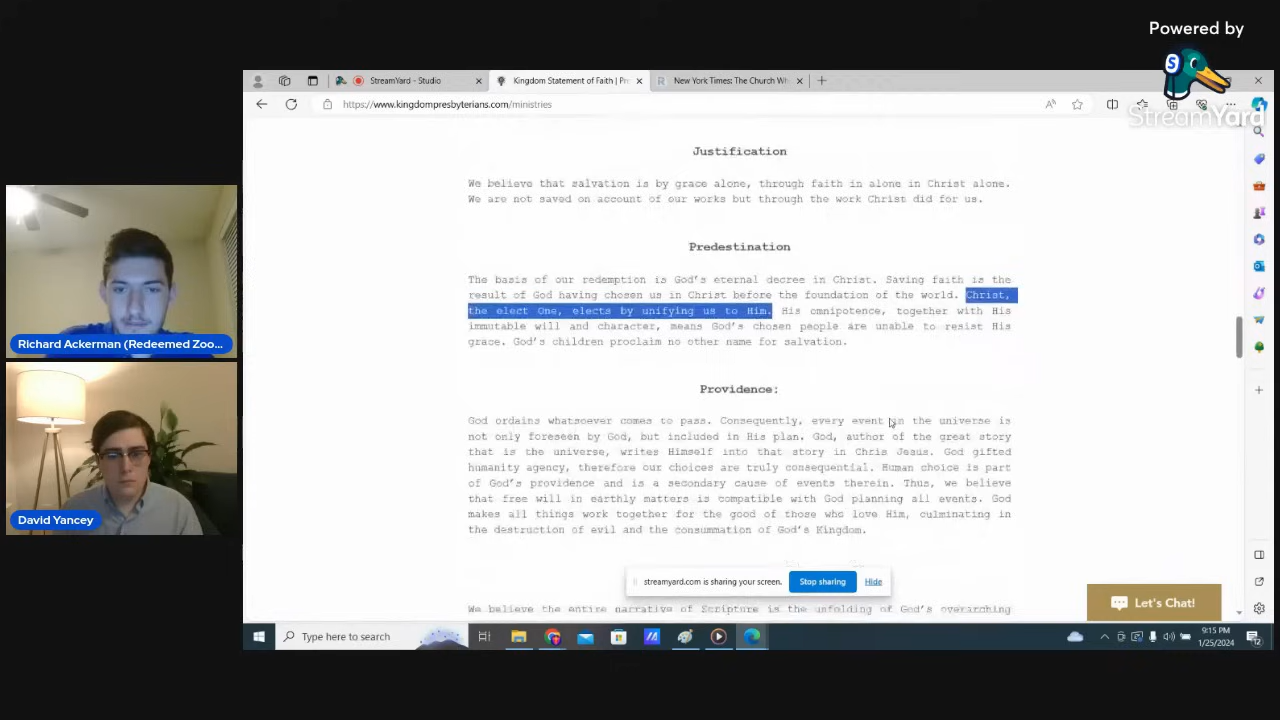 Powered by
S
StreamYard
StreamYard - Studio
Kingdom Statement of Faith | Pr
New York Times: The Church Wh
https://www.kingdompresbyterians.com/ministries
Justification
We believe that salvation is by grace alone, through faith in alone in Christ alone.
We are not saved on account of our works but through the work Christ did for us.
Predestination
The basis of our redemption is God's eternal decree in Christ. Saving faith is the
result of God having chosen us in Christ before the foundation of the world. Christ,
the elect One, elects by unifying us to Him. His omnipotence, together with His
immutable will and character, means God's chosen people are unable to resist His
grace. God's children proclaim no other name for salvation.
Providence:
God ordains whatsoever comes to pass. Consequently, every event in the universe is
not only foreseen by God, but included in His plan. God, author of the great story
that is the universe, writes Himself into that story in Chris Jesus. God gifted
humanity agency, therefore our choices are truly consequential. Human choice is part
of God's providence and is a secondary cause of events therein. Thus, we believe
that free will in earthly matters is compatible with God planning all events. God
makes all things work together for the good of those who love Him, culminating in
the destruction of evil and the consummation of God's Kingdom.
streamyard.com is sharing your screen.
Stop sharing
Hide
We believe the entire narrative of Scripture is the unfolding of God's overarching
Let's Chat!
Richard Ackerman (Redeemed Zoo...
David Yancey
Type here to search
9:15 PM
1/25/2024